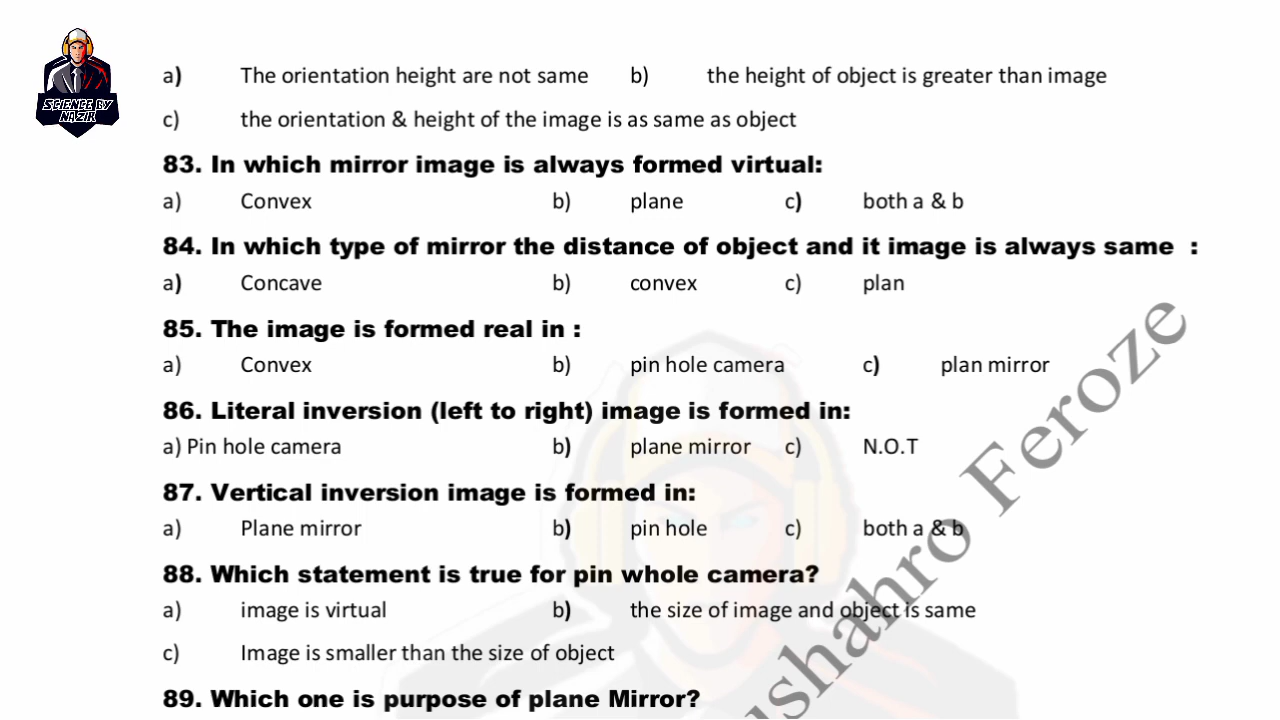 SCIENCE BY
NAZIR
a) The orientation height are not same b) the height of object is greater than image
c) the orientation & height of the image is as same as object
83. In which mirror image is always formed virtual:
a) Convex b) plane c) both a & b
84. In which type of mirror the distance of object and it image is always same :
a) Concave b) convex c) plan
85. The image is formed real in :
a) Convex b) pin hole camera c) plan mirror
86. Literal inversion (left to right) image is formed in:
a) Pin hole camera b) plane mirror c) N.O.T
87. Vertical inversion image is formed in:
a) Plane mirror b) pin hole c) both a & b
88. Which statement is true for pin whole camera?
a) image is virtual b) the size of image and object is same
c) Image is smaller than the size of object
89. Which one is purpose of plane Mirror?
ushahro Feroze